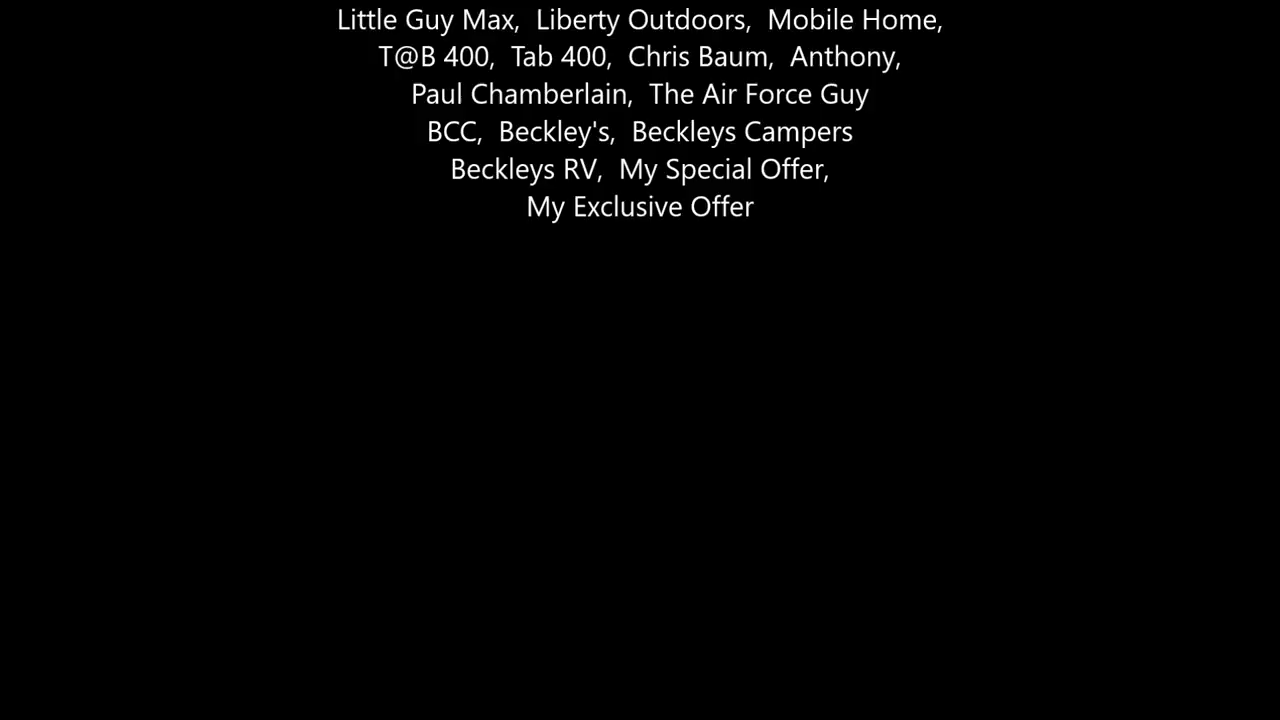 Little Guy Max,  Liberty Outdoors,  Mobile Home,
T@B 400,  Tab 400,  Chris Baum,  Anthony,
Paul Chamberlain,  The Air Force Guy
BCC,  Beckley's,  Beckleys Campers
Beckleys RV,  My Special Offer,
My Exclusive Offer